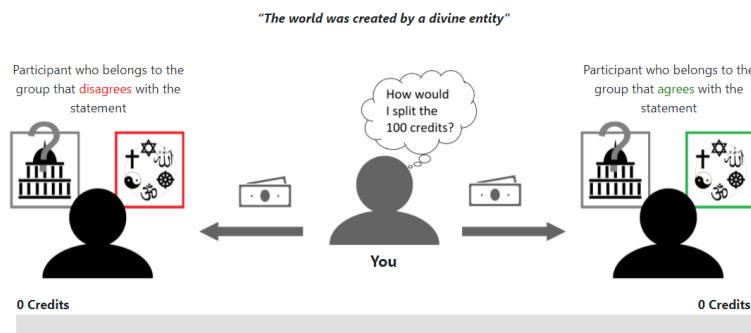 “The world was created by a divine entity”
Participant who belongs to the
group that disagrees with the
statement
?
How would
I split the
100 credits?
You
Participant who belongs to the
group that agrees with the
statement
?
0 Credits
0 Credits